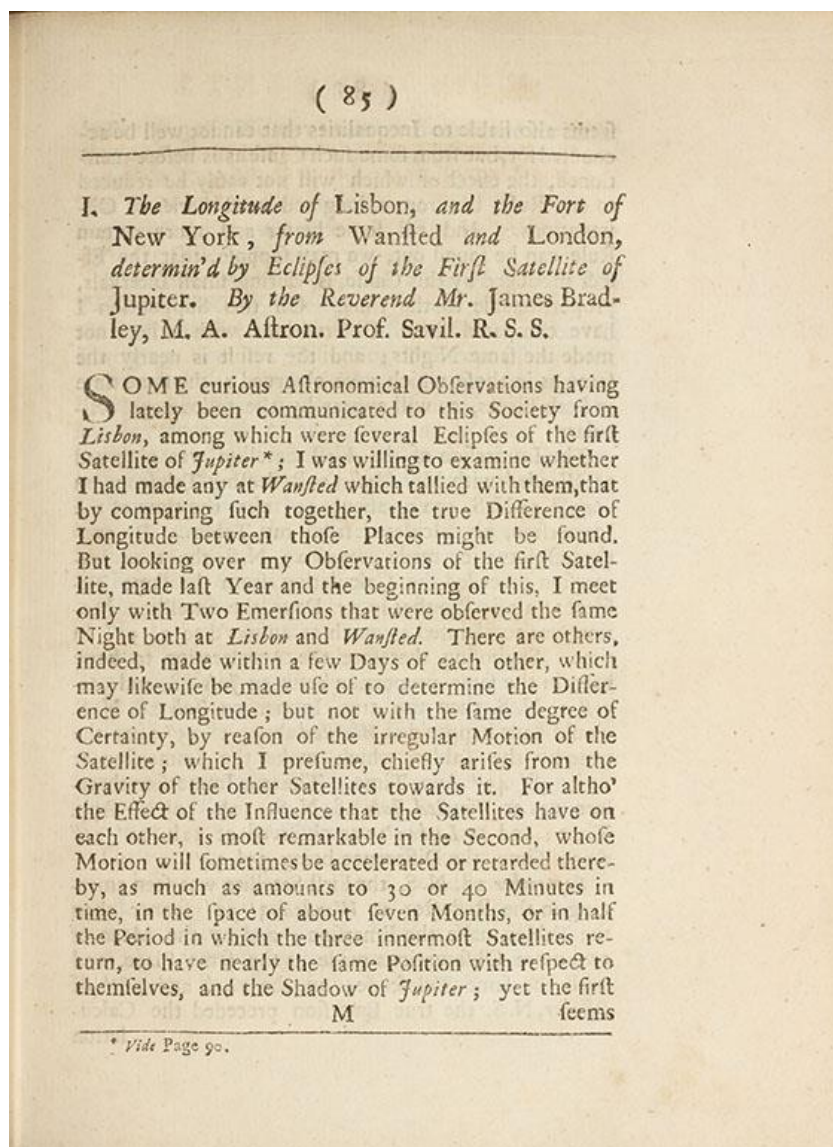 ( 85 )
I. The Longitude of Lisbon, and the Fort of
New York, from Wanſted and London,
determin'd by Eclipſes of the Firſt Satellite of
Jupiter. By the Reverend Mr. James Brad-
ley, M. A. Aſtron. Prof. Savil. R. S. S.
SOME curious Aſtronomical Obſervations having
lately been communicated to this Society from
Lisbon, among which were ſeveral Eclipſes of the firſt
Satellite of Jupiter*; I was willing to examine whether
I had made any at Wanſted which tallied with them, that
by comparing ſuch together, the true Difference of
Longitude between thoſe Places might be found.
But looking over my Obſervations of the firſt Satel-
lite, made laſt Year and the beginning of this, I meet
only with Two Emerſions that were obſerved the ſame
Night both at Lisbon and Wanſted. There are others,
indeed, made within a few Days of each other, which
may likewiſe be made uſe of to determine the Differ-
ence of Longitude; but not with the ſame degree of
Certainty, by reaſon of the irregular Motion of the
Satellite; which I preſume, chiefly ariſes from the
Gravity of the other Satellites towards it. For altho'
the Effect of the Influence that the Satellites have on
each other, is moſt remarkable in the Second, whoſe
Motion will ſometimes be accelerated or retarded there-
by, as much as amounts to 30 or 40 Minutes in
time, in the ſpace of about ſeven Months, or in half
the Period in which the three innermoſt Satellites re-
turn, to have nearly the ſame Poſition with reſpect to
themſelves, and the Shadow of Jupiter; yet the firſt
M ſeems
* Vide Page 90.